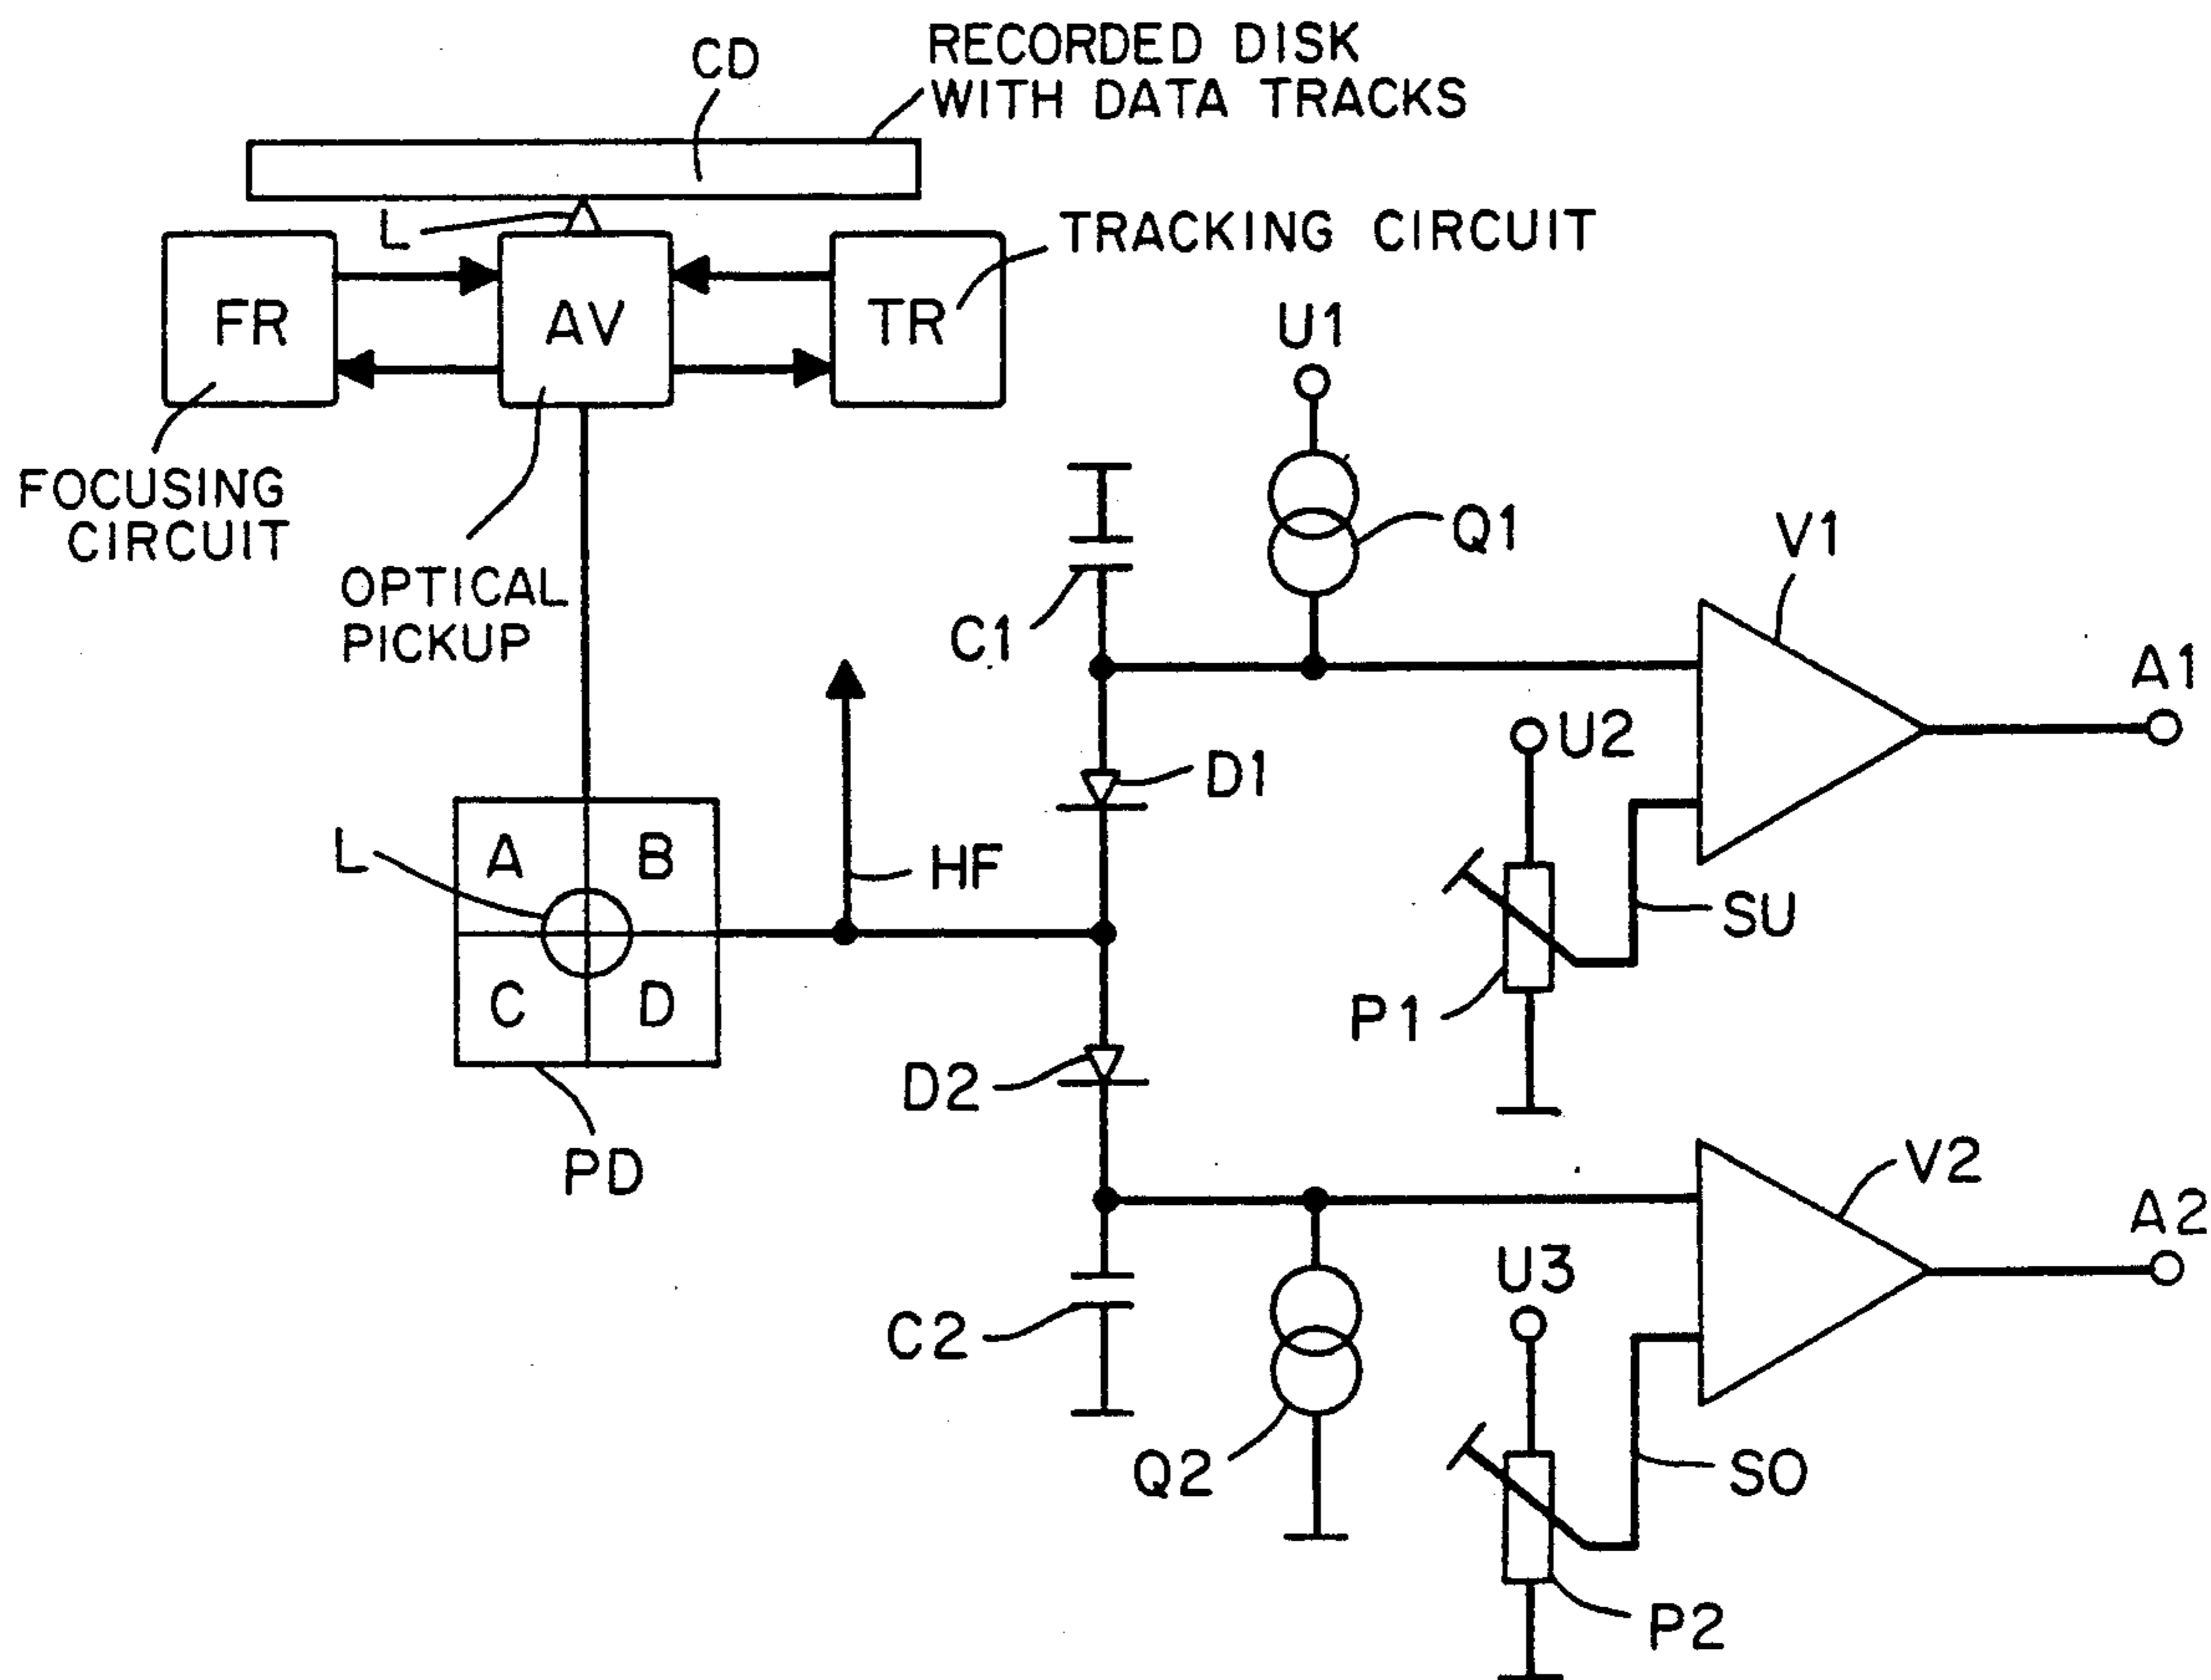 CD
RECORDED DISK
WITH DATA TRACKS
L
TRACKING CIRCUIT
FR
AV
TR
U1
FOCUSING
CIRCUIT
Q1
V1
OPTICAL
PICKUP
C1
A1
U2
D1
L
A
B
HF
SU
C
D
P1
D2
PD
V2
A2
U3
C2
Q2
SO
P2